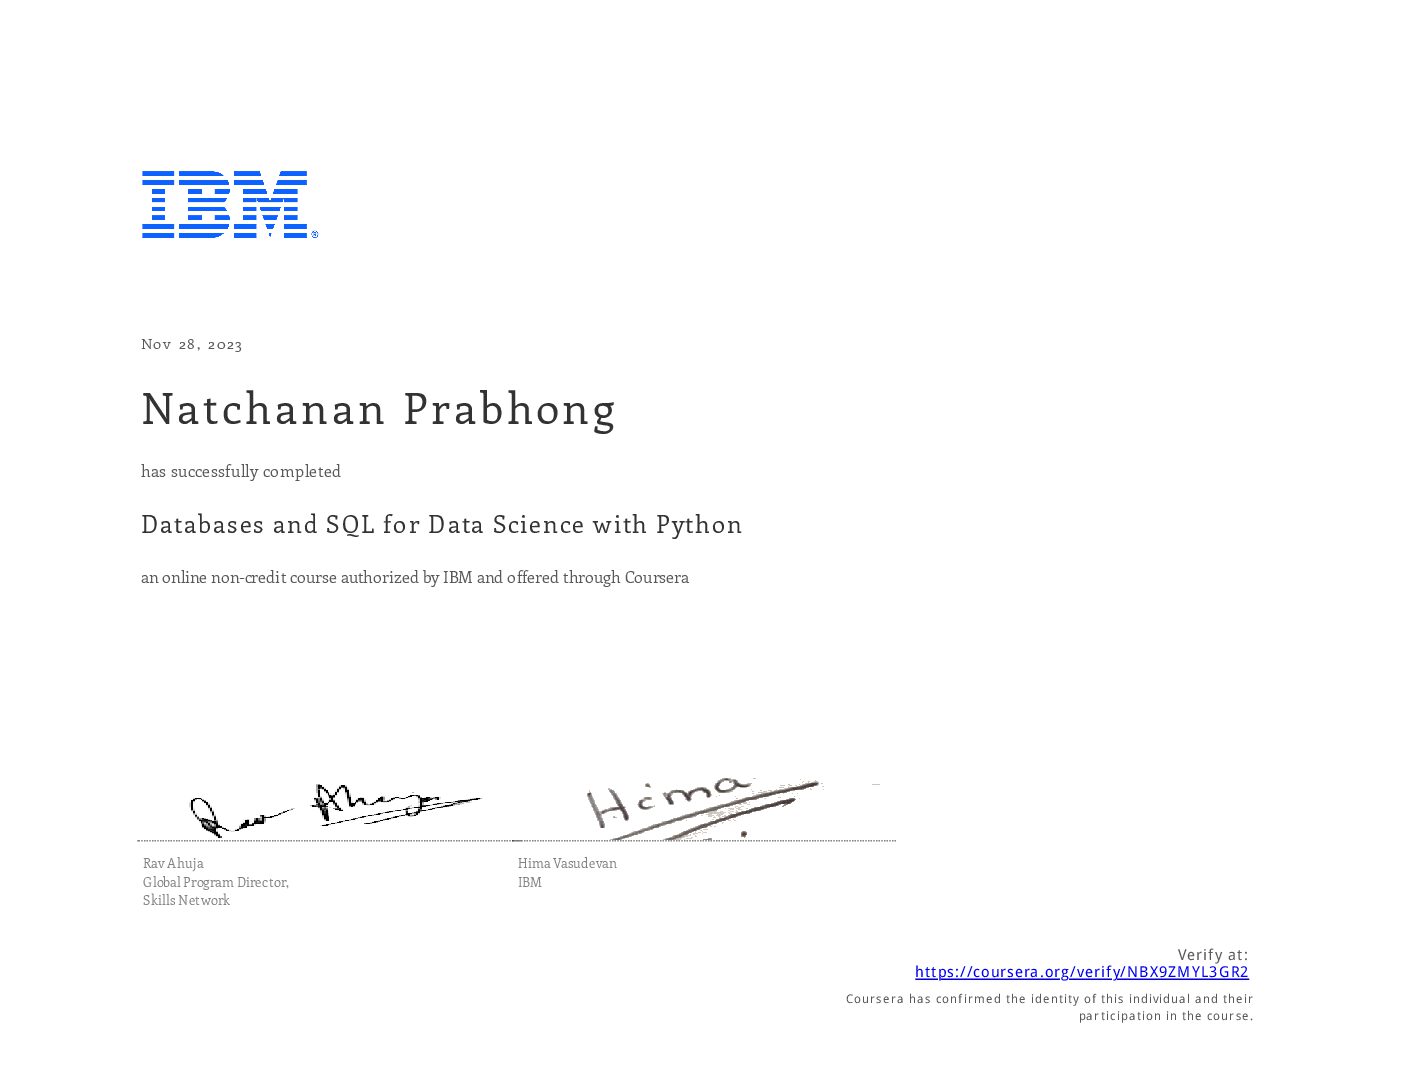 IBM®
Nov 28, 2023
Natchanan Prabhong
has successfully completed
Databases and SQL for Data Science with Python
an online non-credit course authorized by IBM and offered through Coursera
Rav Ahuja
Hima
Rav Ahuja
Global Program Director,
Skills Network
Hima Vasudevan
IBM
Verify at:
https://coursera.org/verify/NBX9ZMYL3GR2
Coursera has confirmed the identity of this individual and their
participation in the course.